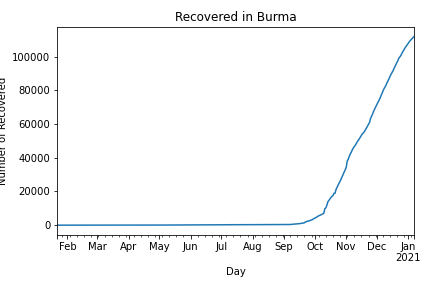 Recovered in Burma
Number of Recovered
100000
80000
60000
40000
20000
0
Feb Mar Apr May Jun Jul Aug Sep Oct Nov Dec Jan
2021
Day